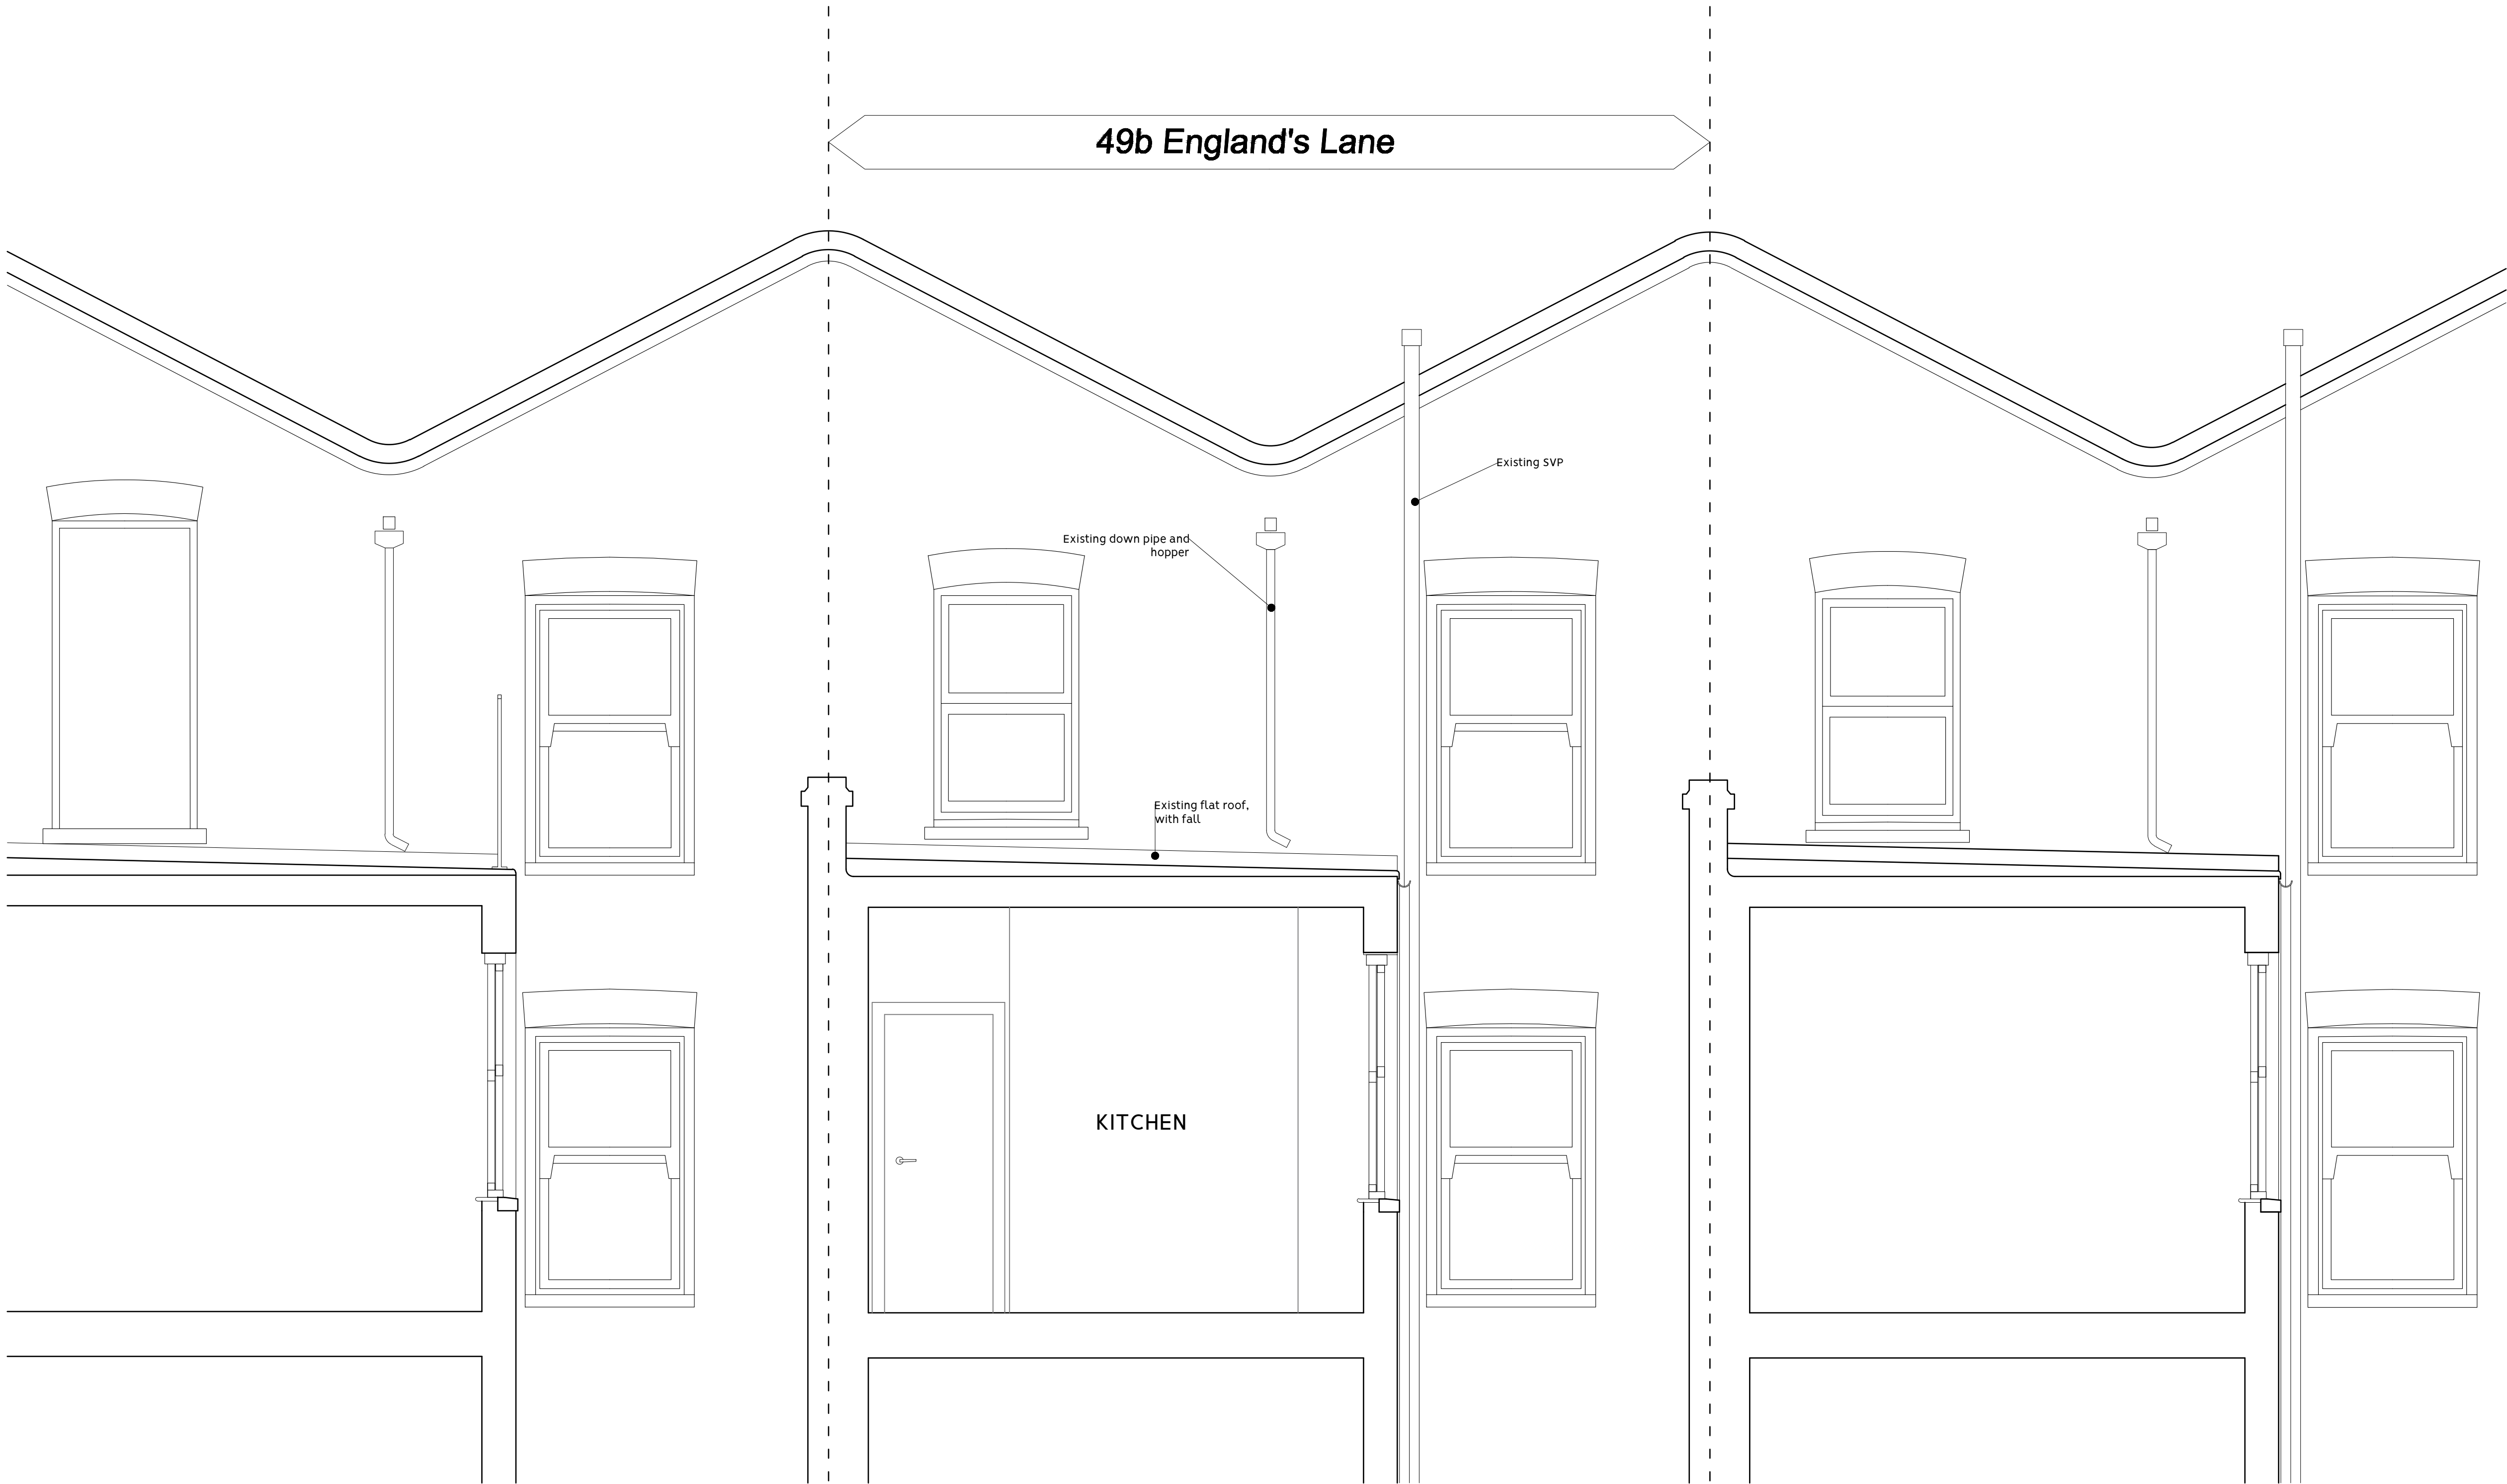 49b England's Lane
Existing SVP
Existing down pipe and
hopper
Existing flat roof,
with fall
KITCHEN